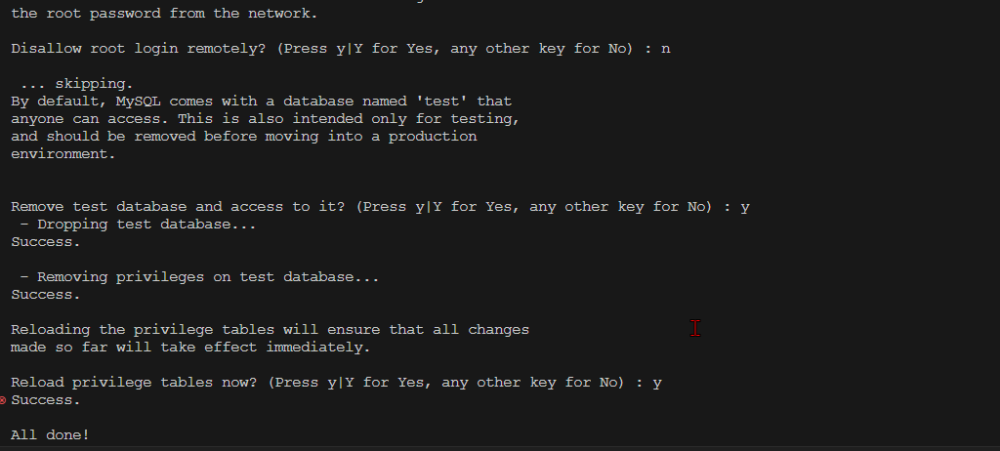 the root password from the network.
Disallow root login remotely? (Press y|Y for Yes, any other key for No) : n
... skipping.
By default, MySQL comes with a database named 'test' that
anyone can access. This is also intended only for testing,
and should be removed before moving into a production
environment.
Remove test database and access to it? (Press y|Y for Yes, any other key for No) : y
- Dropping test database...
Success.
- Removing privileges on test database...
Success.
Reloading the privilege tables will ensure that all changes
made so far will take effect immediately.
Reload privilege tables now? (Press y|Y for Yes, any other key for No) : y
Success.
All done!